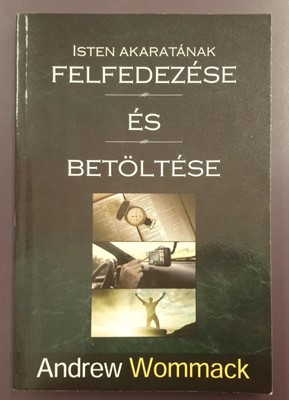 ISTEN AKARATÁNAK
FELFEDEZÉSE
ÉS
BETÖLTÉSE
Andrew Wommack